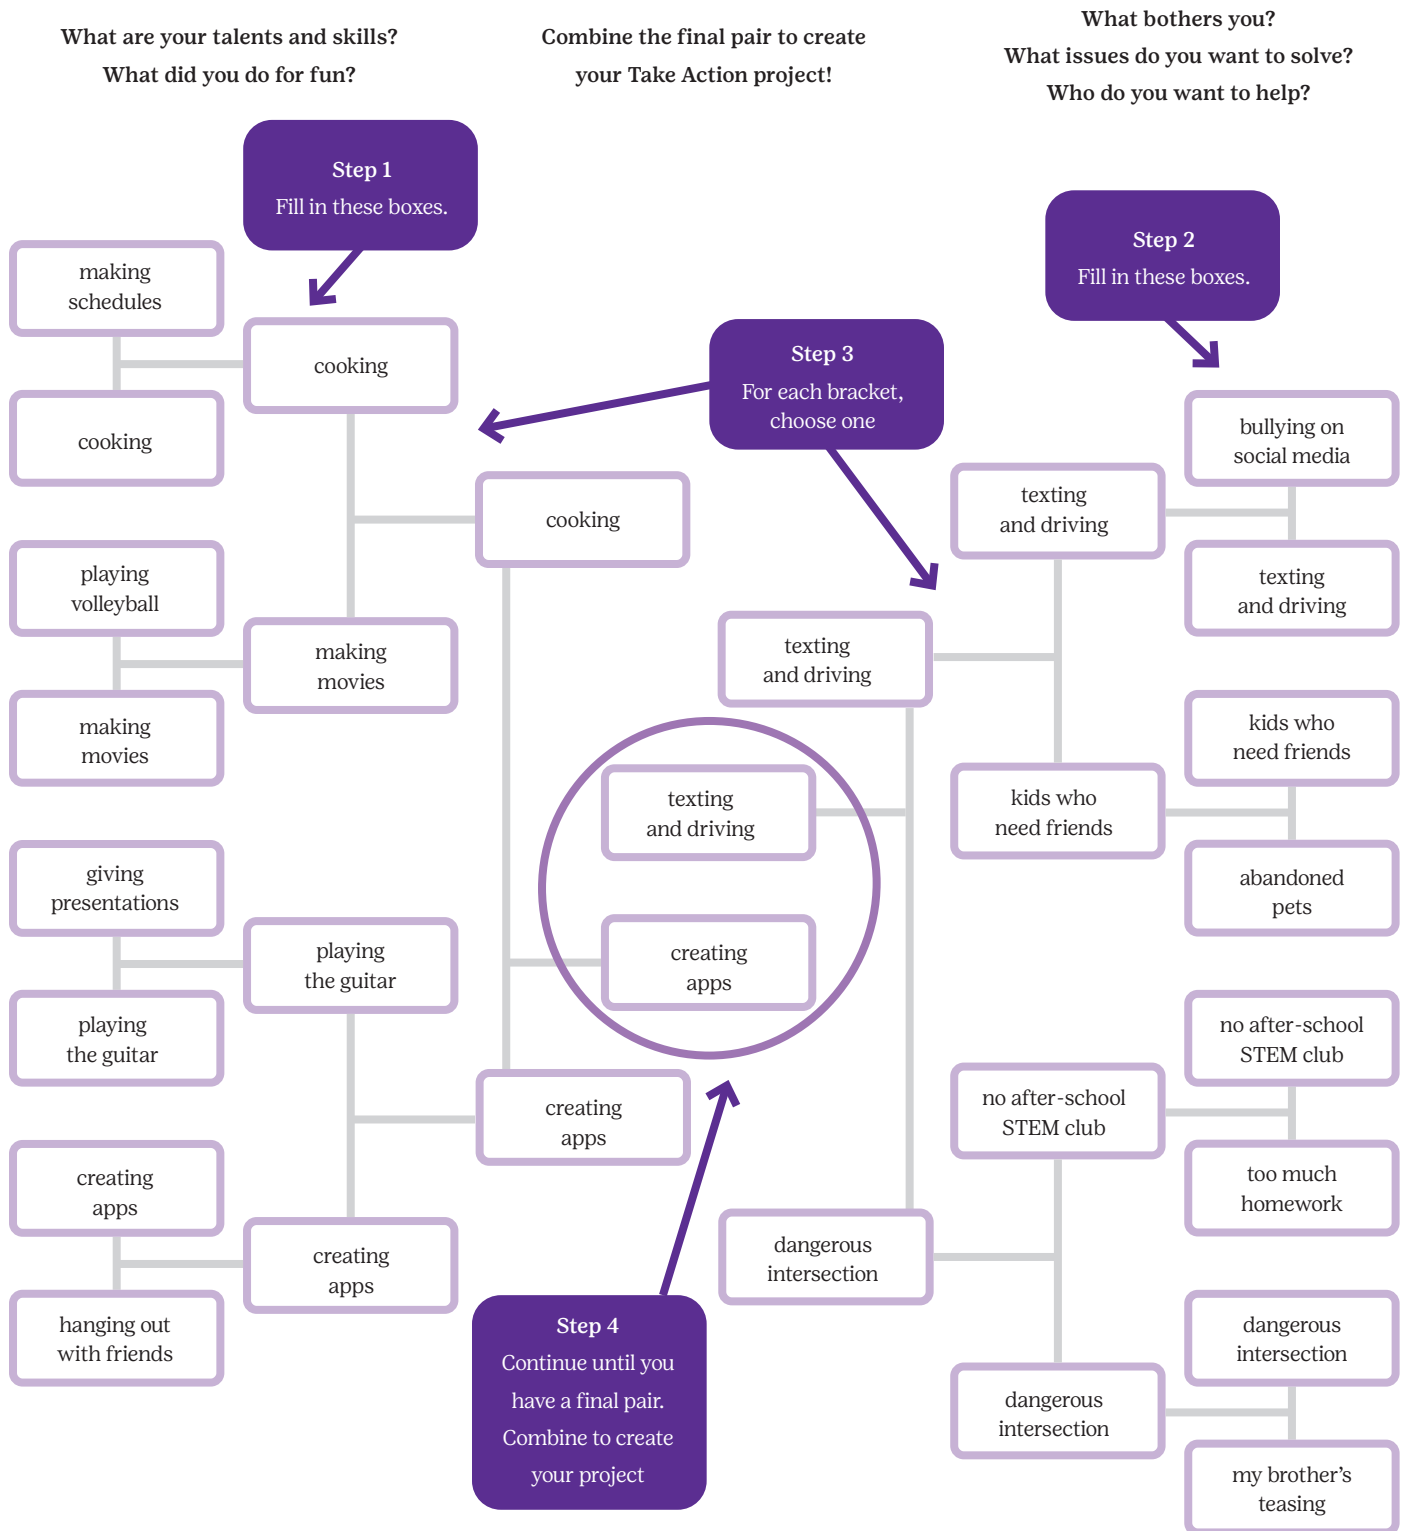 What are your talents and skills?
What did you do for fun?
Combine the final pair to create
your Take Action project!
What bothers you?
What issues do you want to solve?
Who do you want to help?
Step 1
Fill in these boxes.
Step 2
Fill in these boxes.
Step 3
For each bracket,
choose one
making
schedules
cooking
cooking
playing
volleyball
making
movies
making
movies
cooking
giving
presentations
playing
the guitar
playing
the guitar
creating
apps
hanging out
with friends
creating
apps
creating
apps
texting
and driving
creating
apps
texting
and driving
dangerous
intersection
texting
and driving
bullying on
social media
texting
and driving
kids who
need friends
kids who
need friends
abandoned
pets
no after-school
STEM club
no after-school
STEM club
too much
homework
dangerous
intersection
dangerous
intersection
my brother’s
teasing
Step 4
Continue until you
have a final pair.
Combine to create
your project